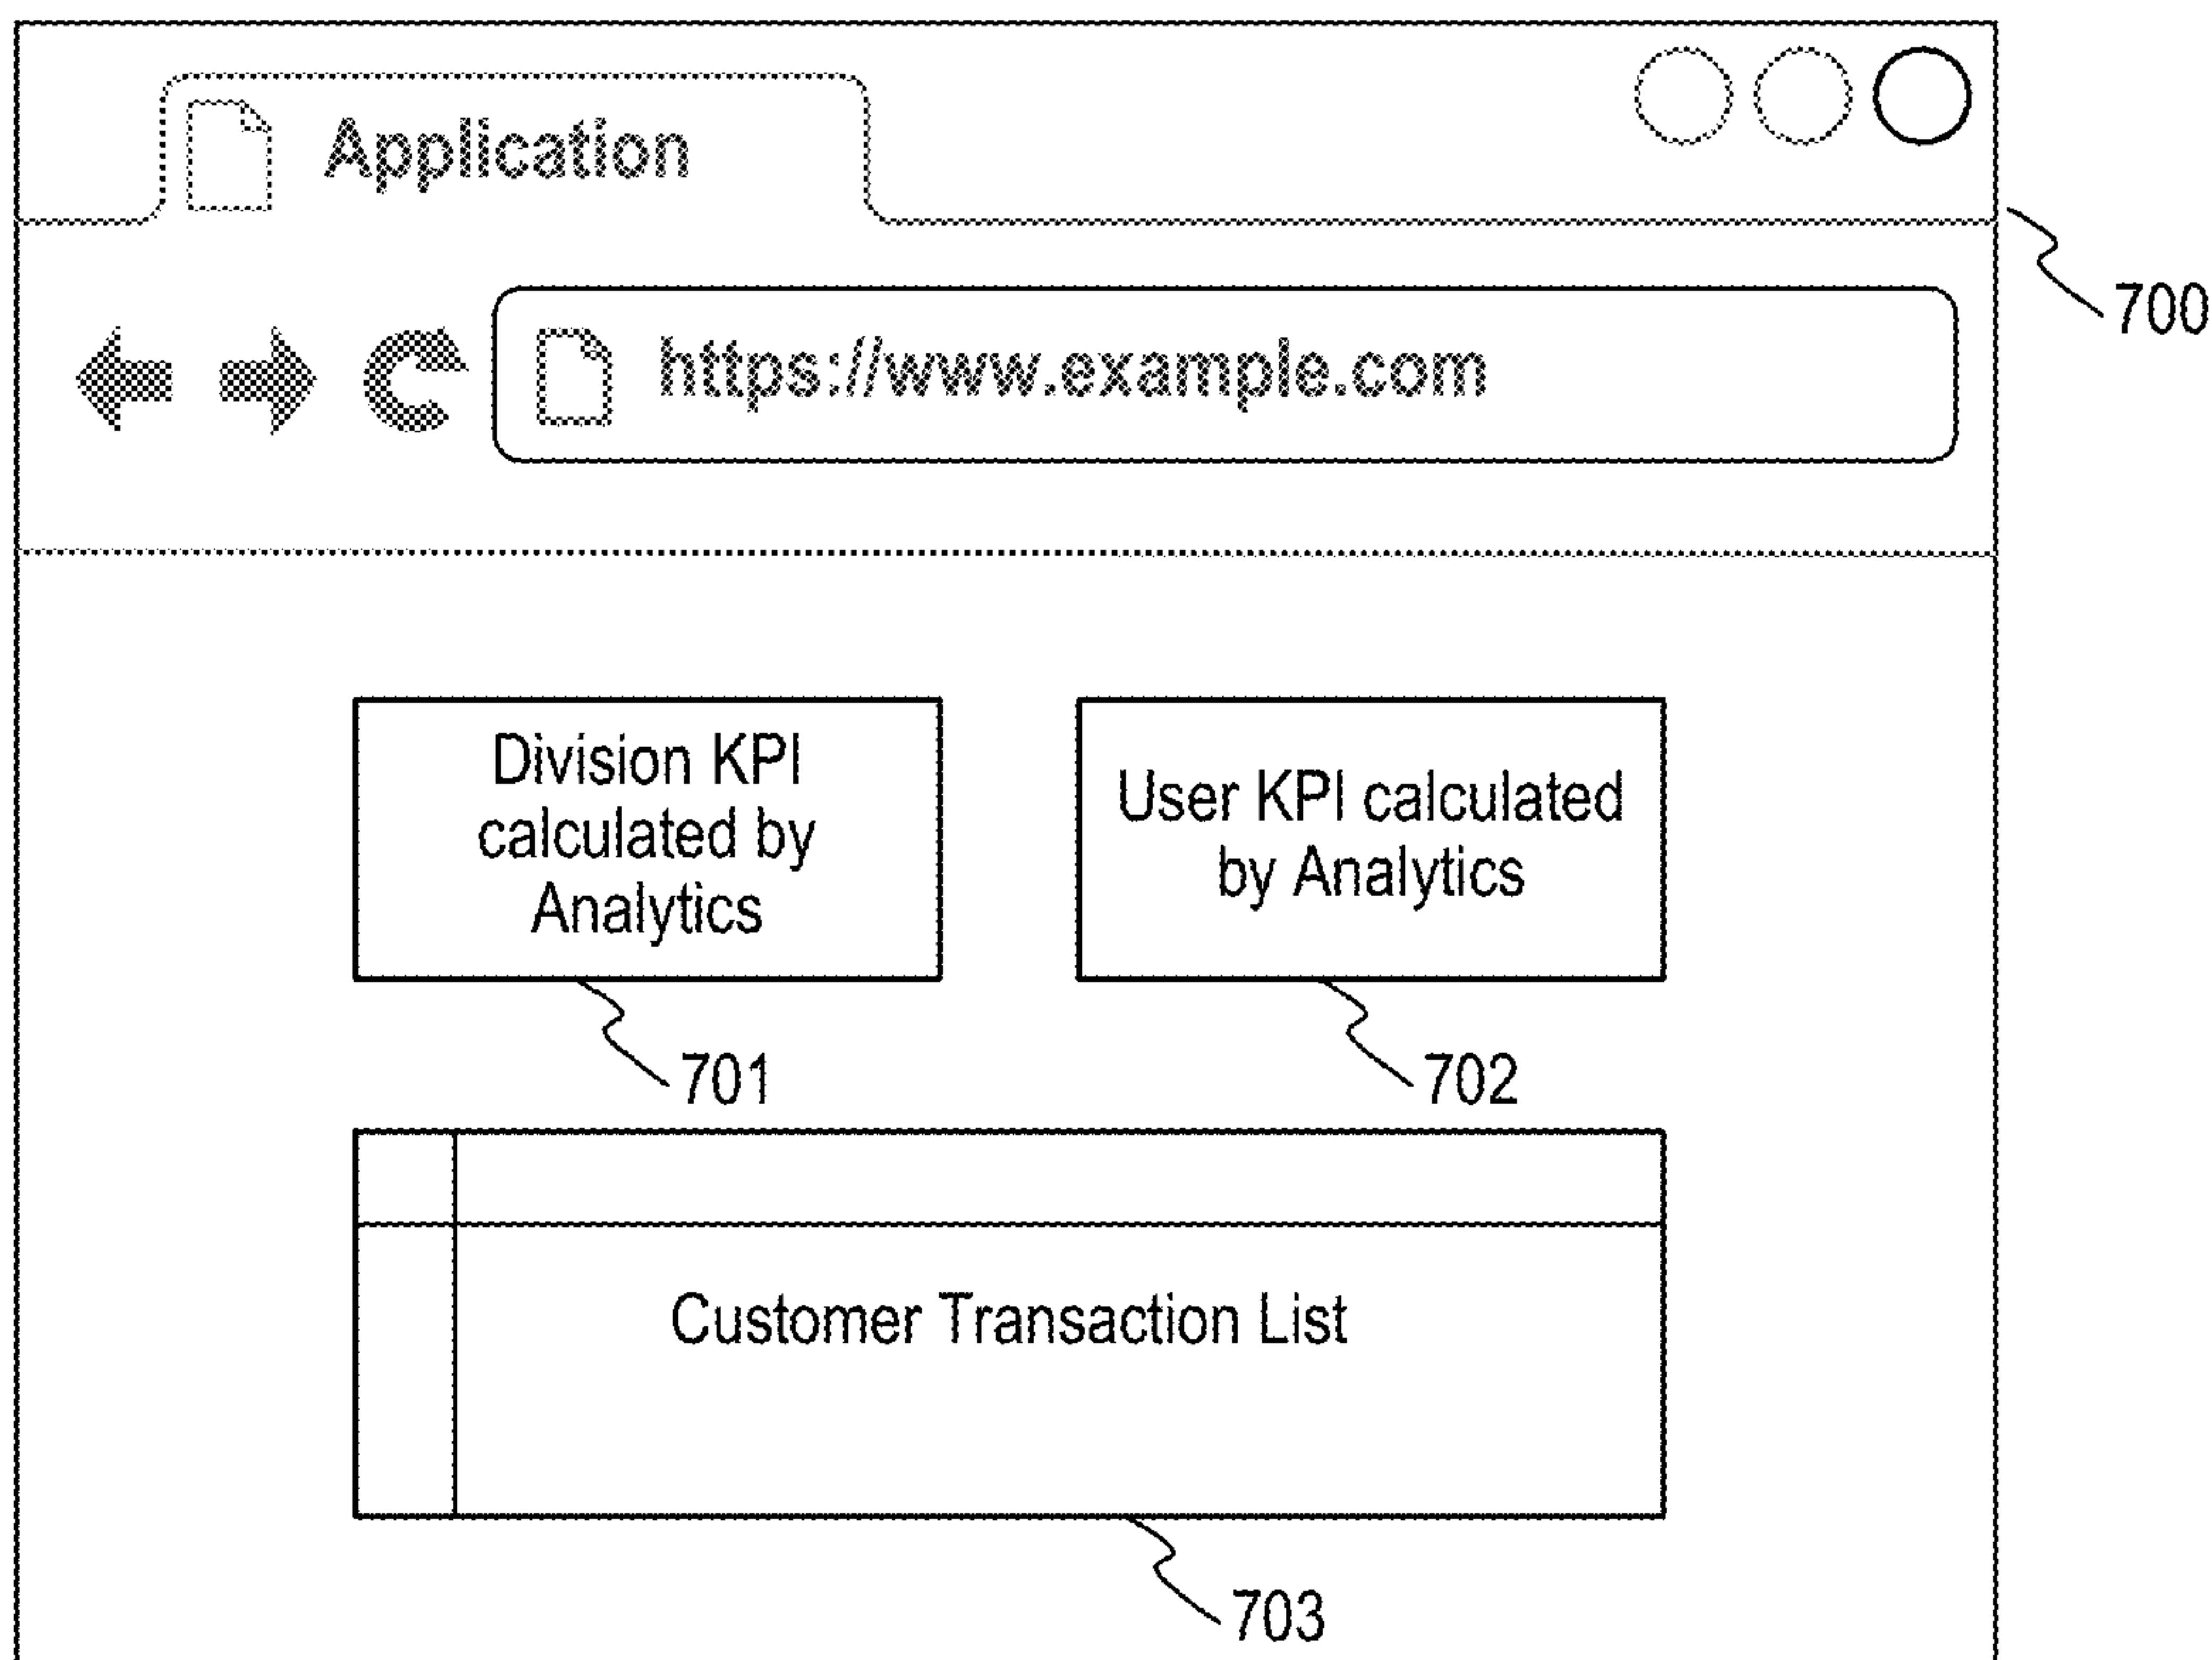 Application
https://www.example.com
700
Division KPI
calculated by
Analytics
User KPI calculated
by Analytics
701
702
Customer Transaction List
703